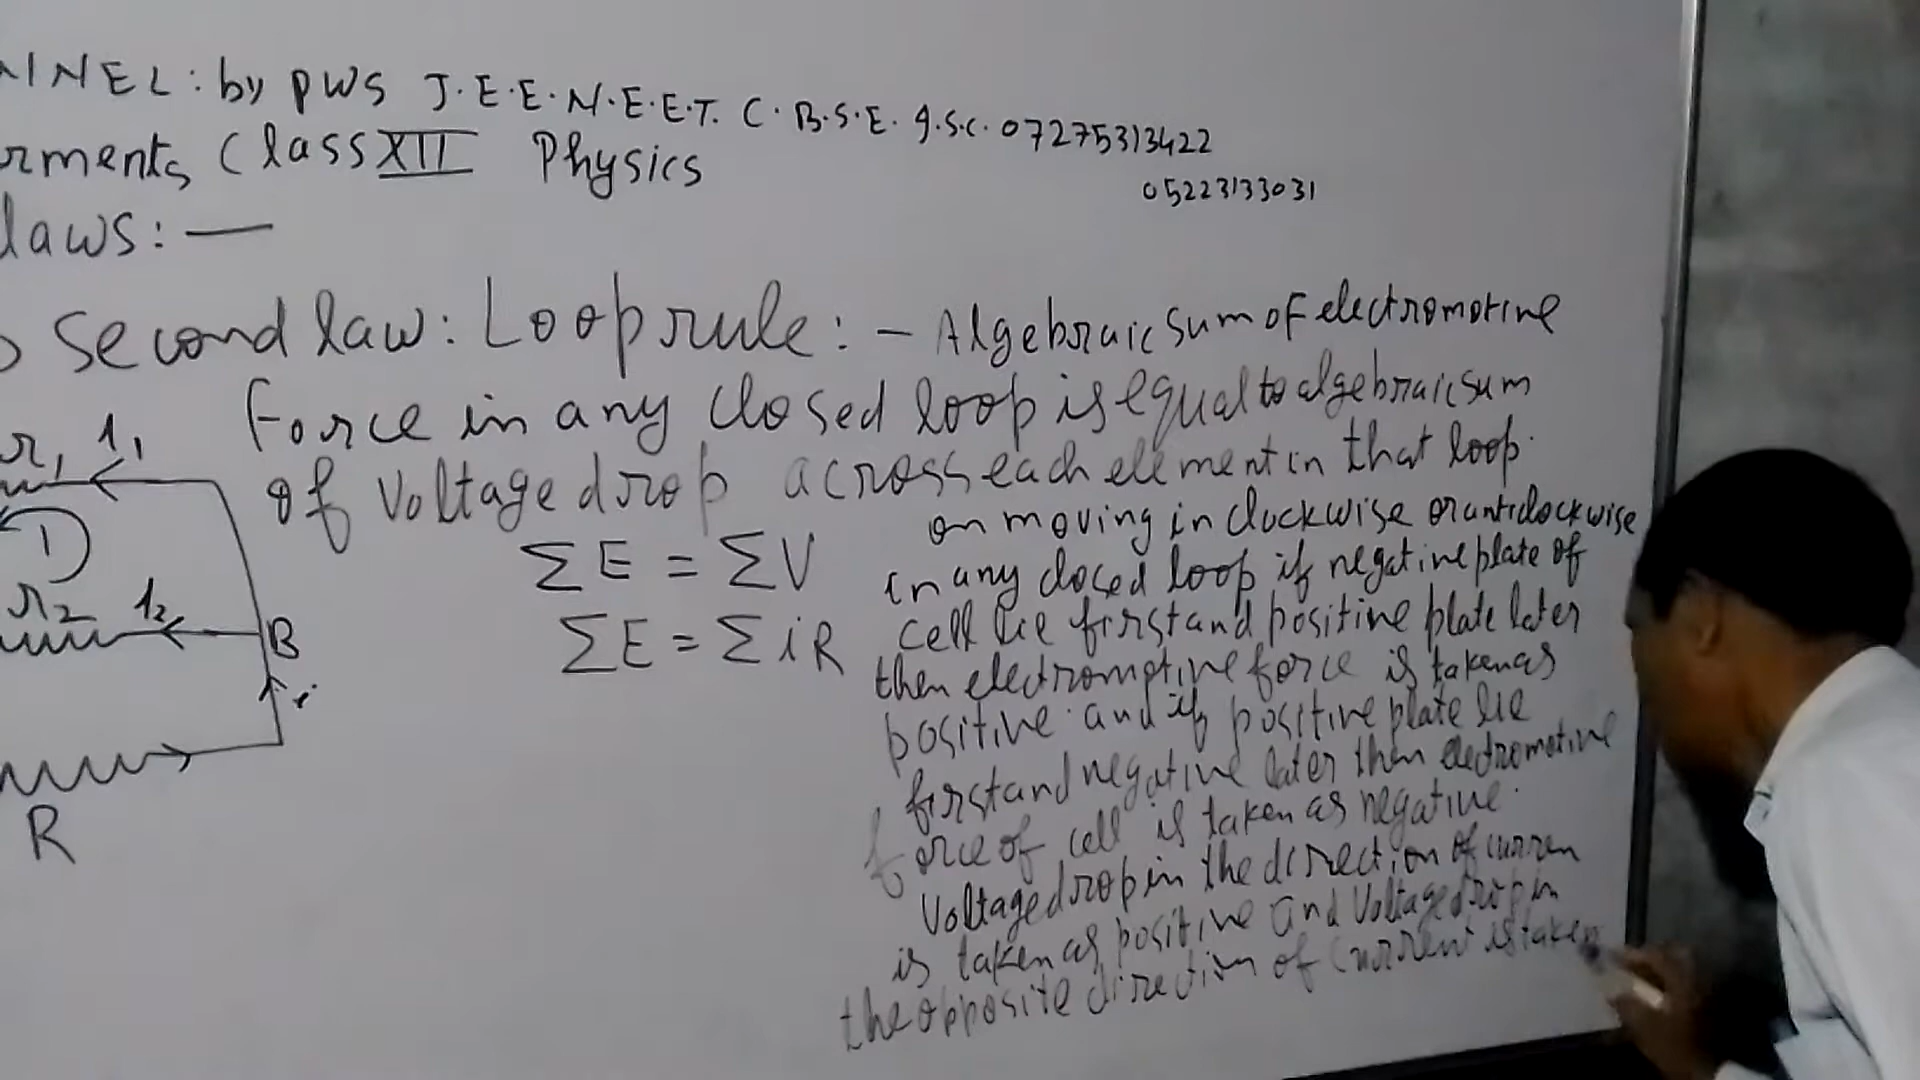 NNEL: by PWS J.E.E. N.E.E.T. C.B.S.E. I.S.C. 07275313422
05223133031
rments Class XII Physics
laws: —
Second law: Loop rule: - Algebraic sum of electromotive
Force in any closed loop is equal to algebraic sum
of Voltage drop across each element in that loop.
ΣE = ΣV
ΣE = ΣiR
on moving in clockwise or anticlockwise
in any closed loop if negative plate of
cell lie first and positive plate later
then electromotive force is taken as
positive. and if positive plate lie
first and negative later then electromotive
force of cell is taken as negative.
Voltage drop in the direction of curren
is taken as positive and Voltage drop in
the opposite direction of Current is taken
r1 i1
1
r2 i2
B
i
R